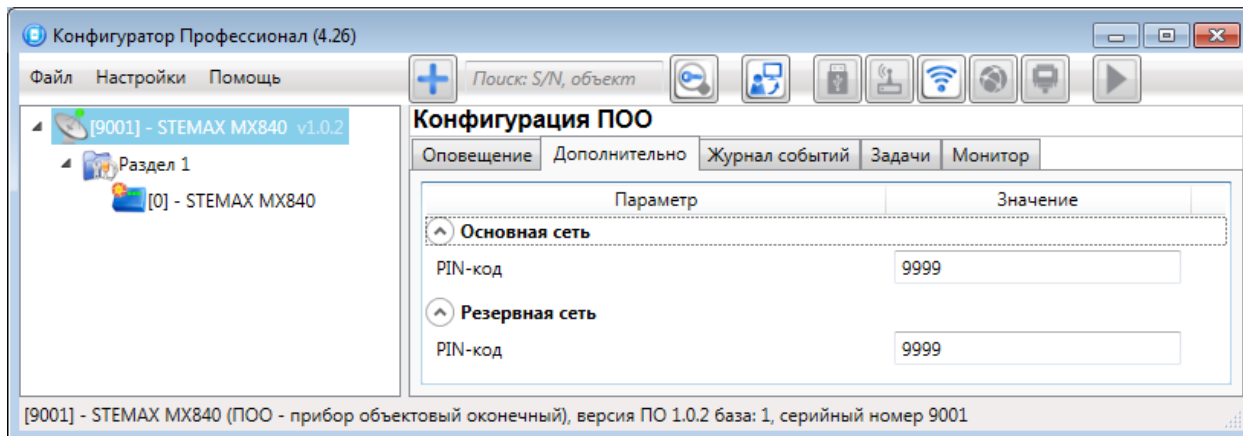 Конфигуратор Профессионал (4.26)
Файл Настройки Помощь
Поиск: S/N, объект
[9001] - STEMAX MX840 v1.0.2
Раздел 1
[0] - STEMAX MX840
Конфигурация ПОО
Оповещение Дополнительно Журнал событий Задачи Монитор
Параметр Значение
Основная сеть
PIN-код 9999
Резервная сеть
PIN-код 9999
[9001] - STEMAX MX840 (ПОО - прибор объектовый оконечный), версия ПО 1.0.2 база: 1, серийный номер 9001